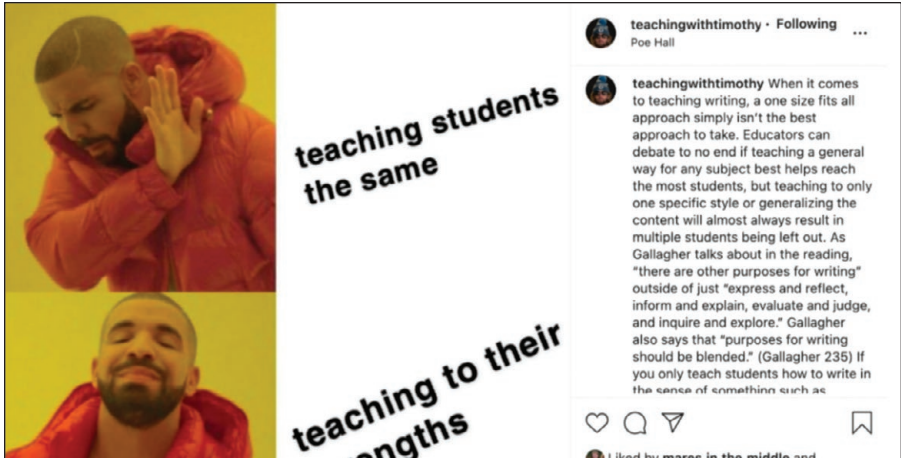 teaching students
the same
teaching to their
teachingwithtimothy • Following
Poe Hall
teachingwithtimothy When it comes
to teaching writing, a one size fits all
approach simply isn't the best
approach to take. Educators can
debate to no end if teaching a general
way for any subject best helps reach
the most students, but teaching to only
one specific style or generalizing the
content will almost always result in
multiple students being left out. As
Gallagher talks about in the reading,
"there are other purposes for writing"
outside of just "express and reflect,
inform and explain, evaluate and judge,
and inquire and explore." Gallagher
also says that "purposes for writing
should be blended." (Gallagher 235) If
you only teach students how to write in
the sense of something such as
Liked by mares_in_the_middle and